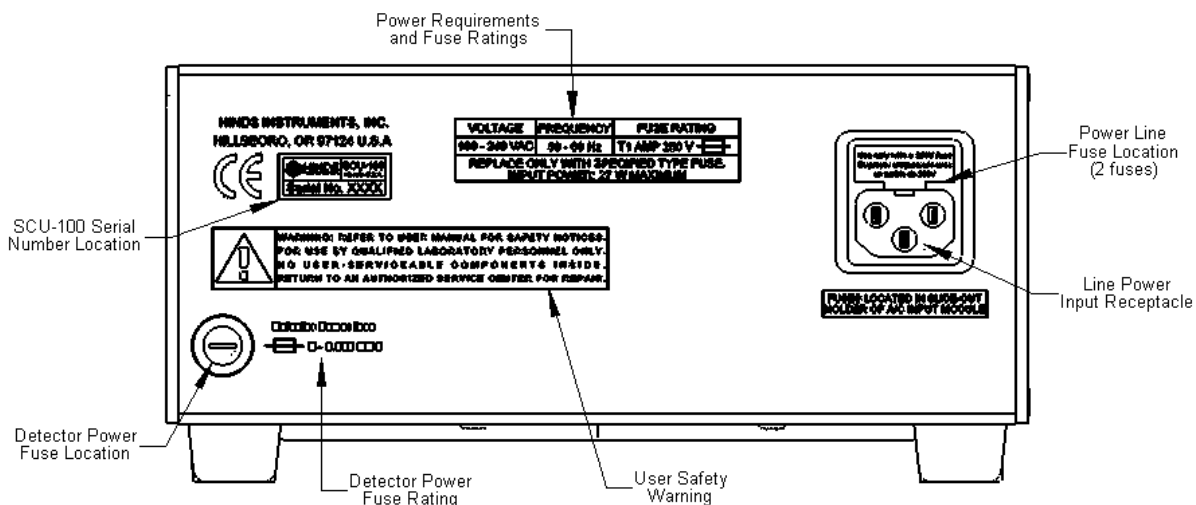 Power Requirements
and Fuse Ratings
HINDS INSTRUMENTS, INC.
HILLSBORO, OR 97124 U.S.A
VOLTAGE FREQUENCY FUSE RATING
VAC Hz T1 AMP 250 V
REPLACE ONLY WITH SPECIFIED TYPE FUSE.
INPUT POWER: 27 W MAXIMUM
Power Line
Fuse Location
(2 fuses)
CE HINDS SCU-100
Serial No. XXXX
SCU-100 Serial
Number Location
WARNING: REFER TO USER MANUAL FOR SAFETY NOTICES.
FOR USE BY QUALIFIED LABORATORY PERSONNEL ONLY.
NO USER-SERVICEABLE COMPONENTS INSIDE.
RETURN TO AN AUTHORIZED SERVICE CENTER FOR REPAIR.
Line Power
Input Receptacle
FUSES LOCATED IN SLIDE-OUT
HOLDER OF A/C INPUT MODULE
Detector Power
Fuse Location
Detector Power
Fuse Rating
User Safety
Warning